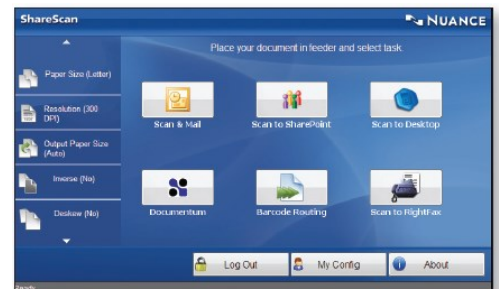 ShareScan
NUANCE
Place your document in feeder and select task
Paper Size (Letter)
Resolution (300
DPI)
Output Paper Size
(Auto)
Inverse (No)
Deskew (No)
Scan & Mail
Scan to SharePoint
Scan to Desktop
Documentum
Barcode Routing
Scan to RightFax
Log Out
My Config
About
Ready